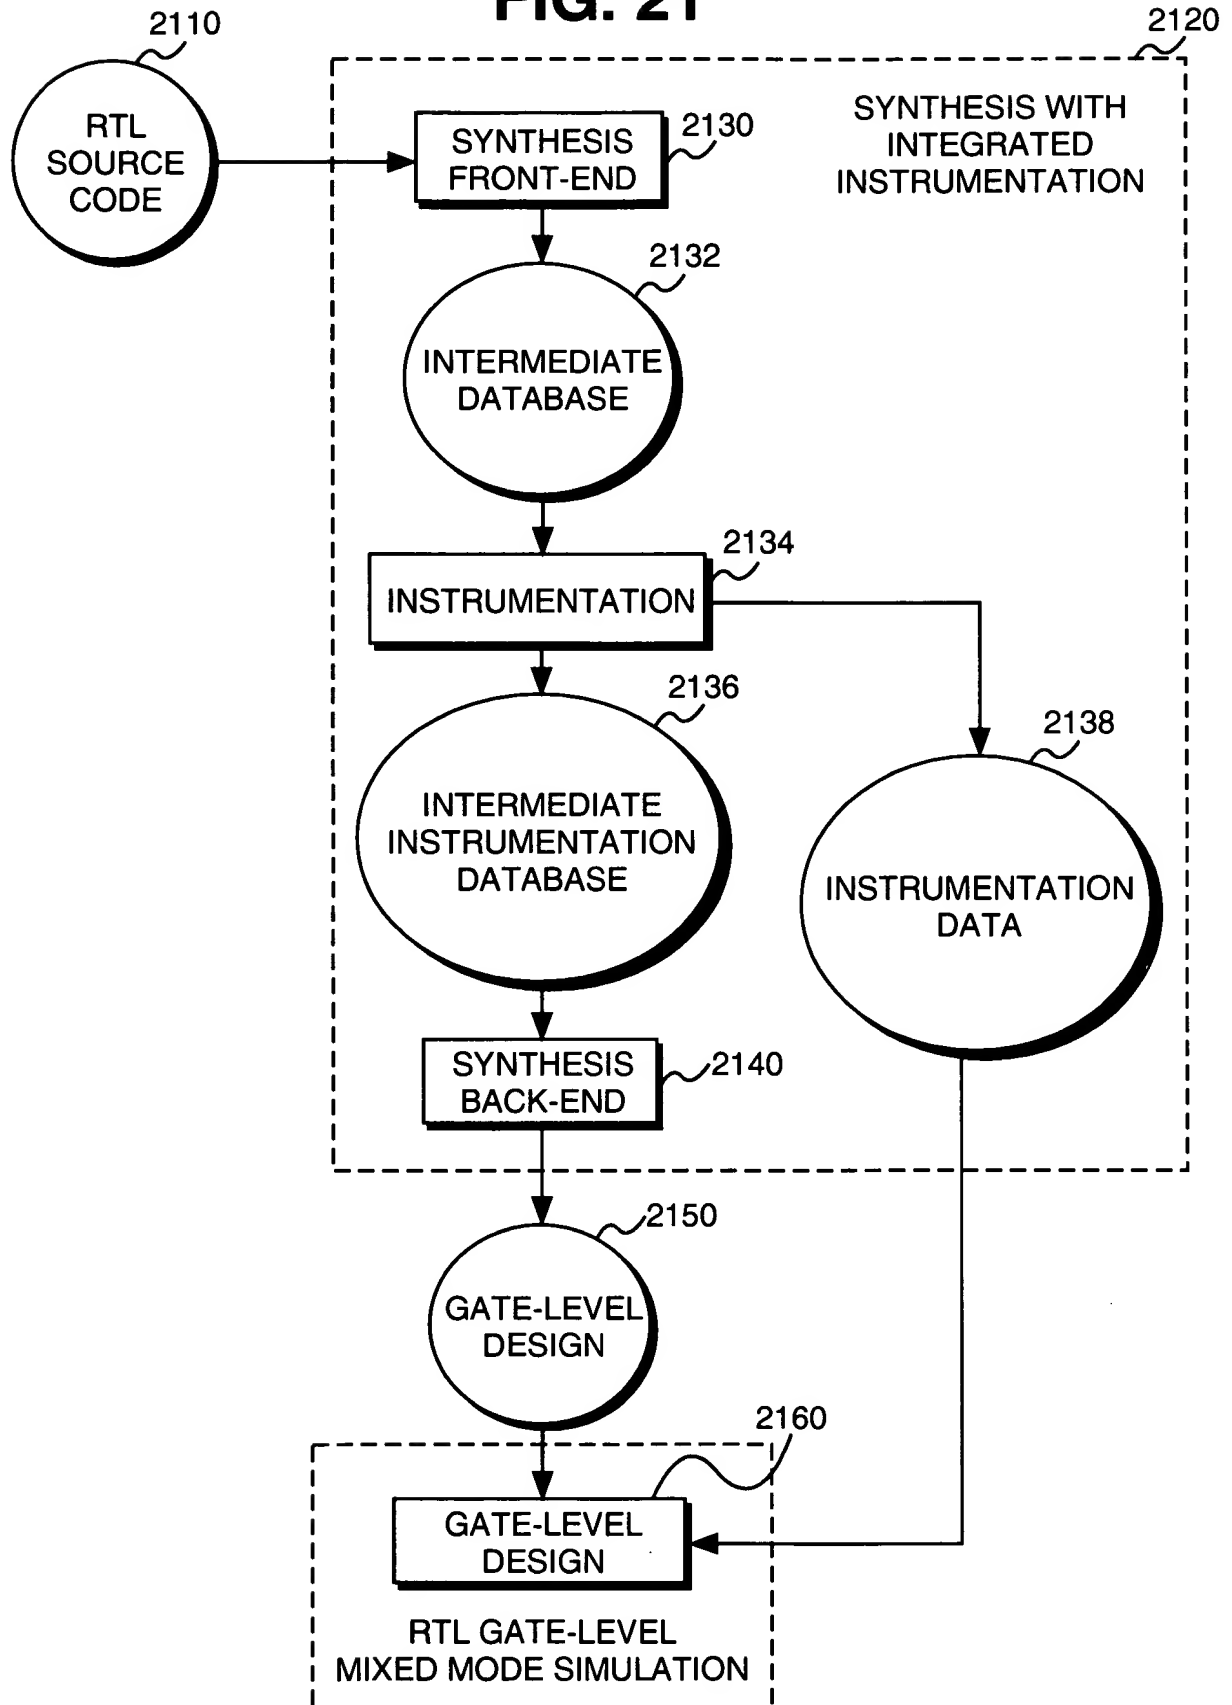 FIG. 21
2110
2120
RTL
SOURCE
CODE
SYNTHESIS
FRONT-END
2130
SYNTHESIS WITH
INTEGRATED
INSTRUMENTATION
2132
INTERMEDIATE
DATABASE
2134
INSTRUMENTATION
2136
2138
INTERMEDIATE
INSTRUMENTATION
DATABASE
INSTRUMENTATION
DATA
SYNTHESIS
BACK-END
2140
2150
GATE-LEVEL
DESIGN
2160
GATE-LEVEL
DESIGN
RTL GATE-LEVEL
MIXED MODE SIMULATION